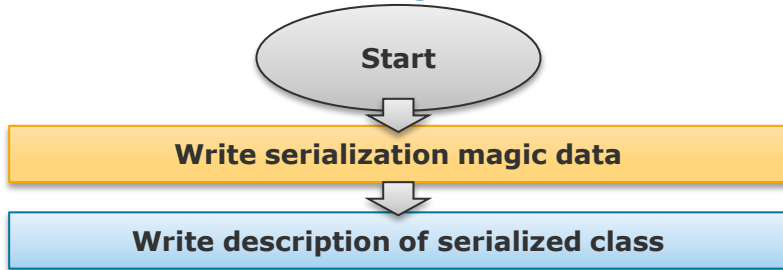 Start
Write serialization magic data
Write description of serialized class